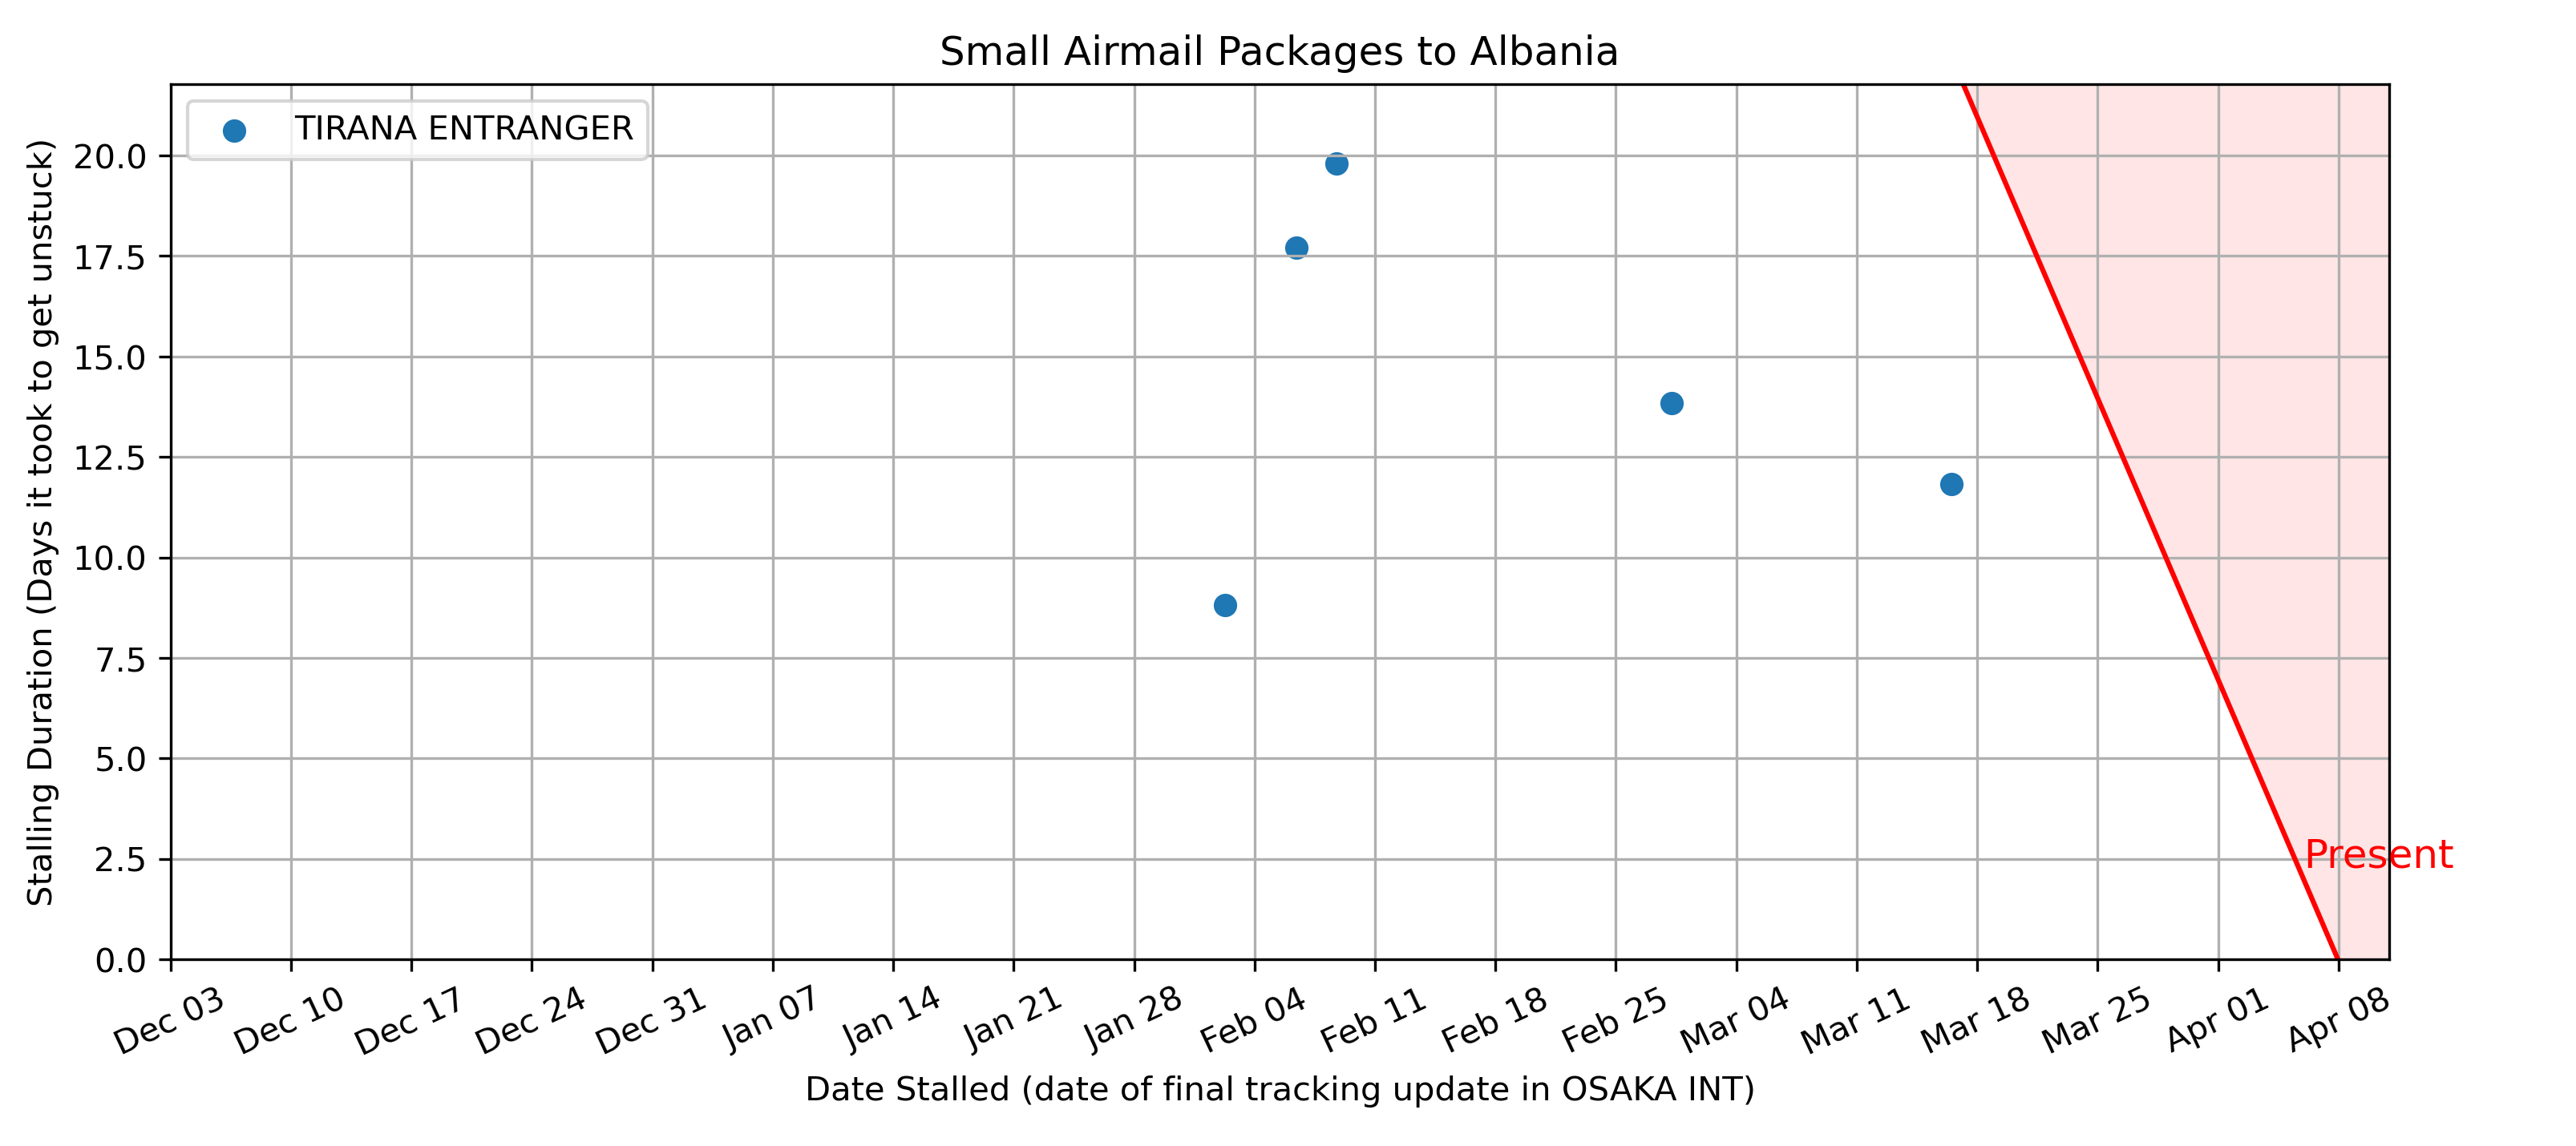 Small Airmail Packages to Albania
TIRANA ENTRANGER
Stalling Duration (Days it took to get unstuck)
20.0
17.5
15.0
12.5
10.0
7.5
5.0
2.5
0.0
Present
Dec 03
Dec 10
Dec 17
Dec 24
Dec 31
Jan 07
Jan 14
Jan 21
Jan 28
Feb 04
Feb 11
Feb 18
Feb 25
Mar 04
Mar 11
Mar 18
Mar 25
Apr 01
Apr 08
Date Stalled (date of final tracking update in OSAKA INT)